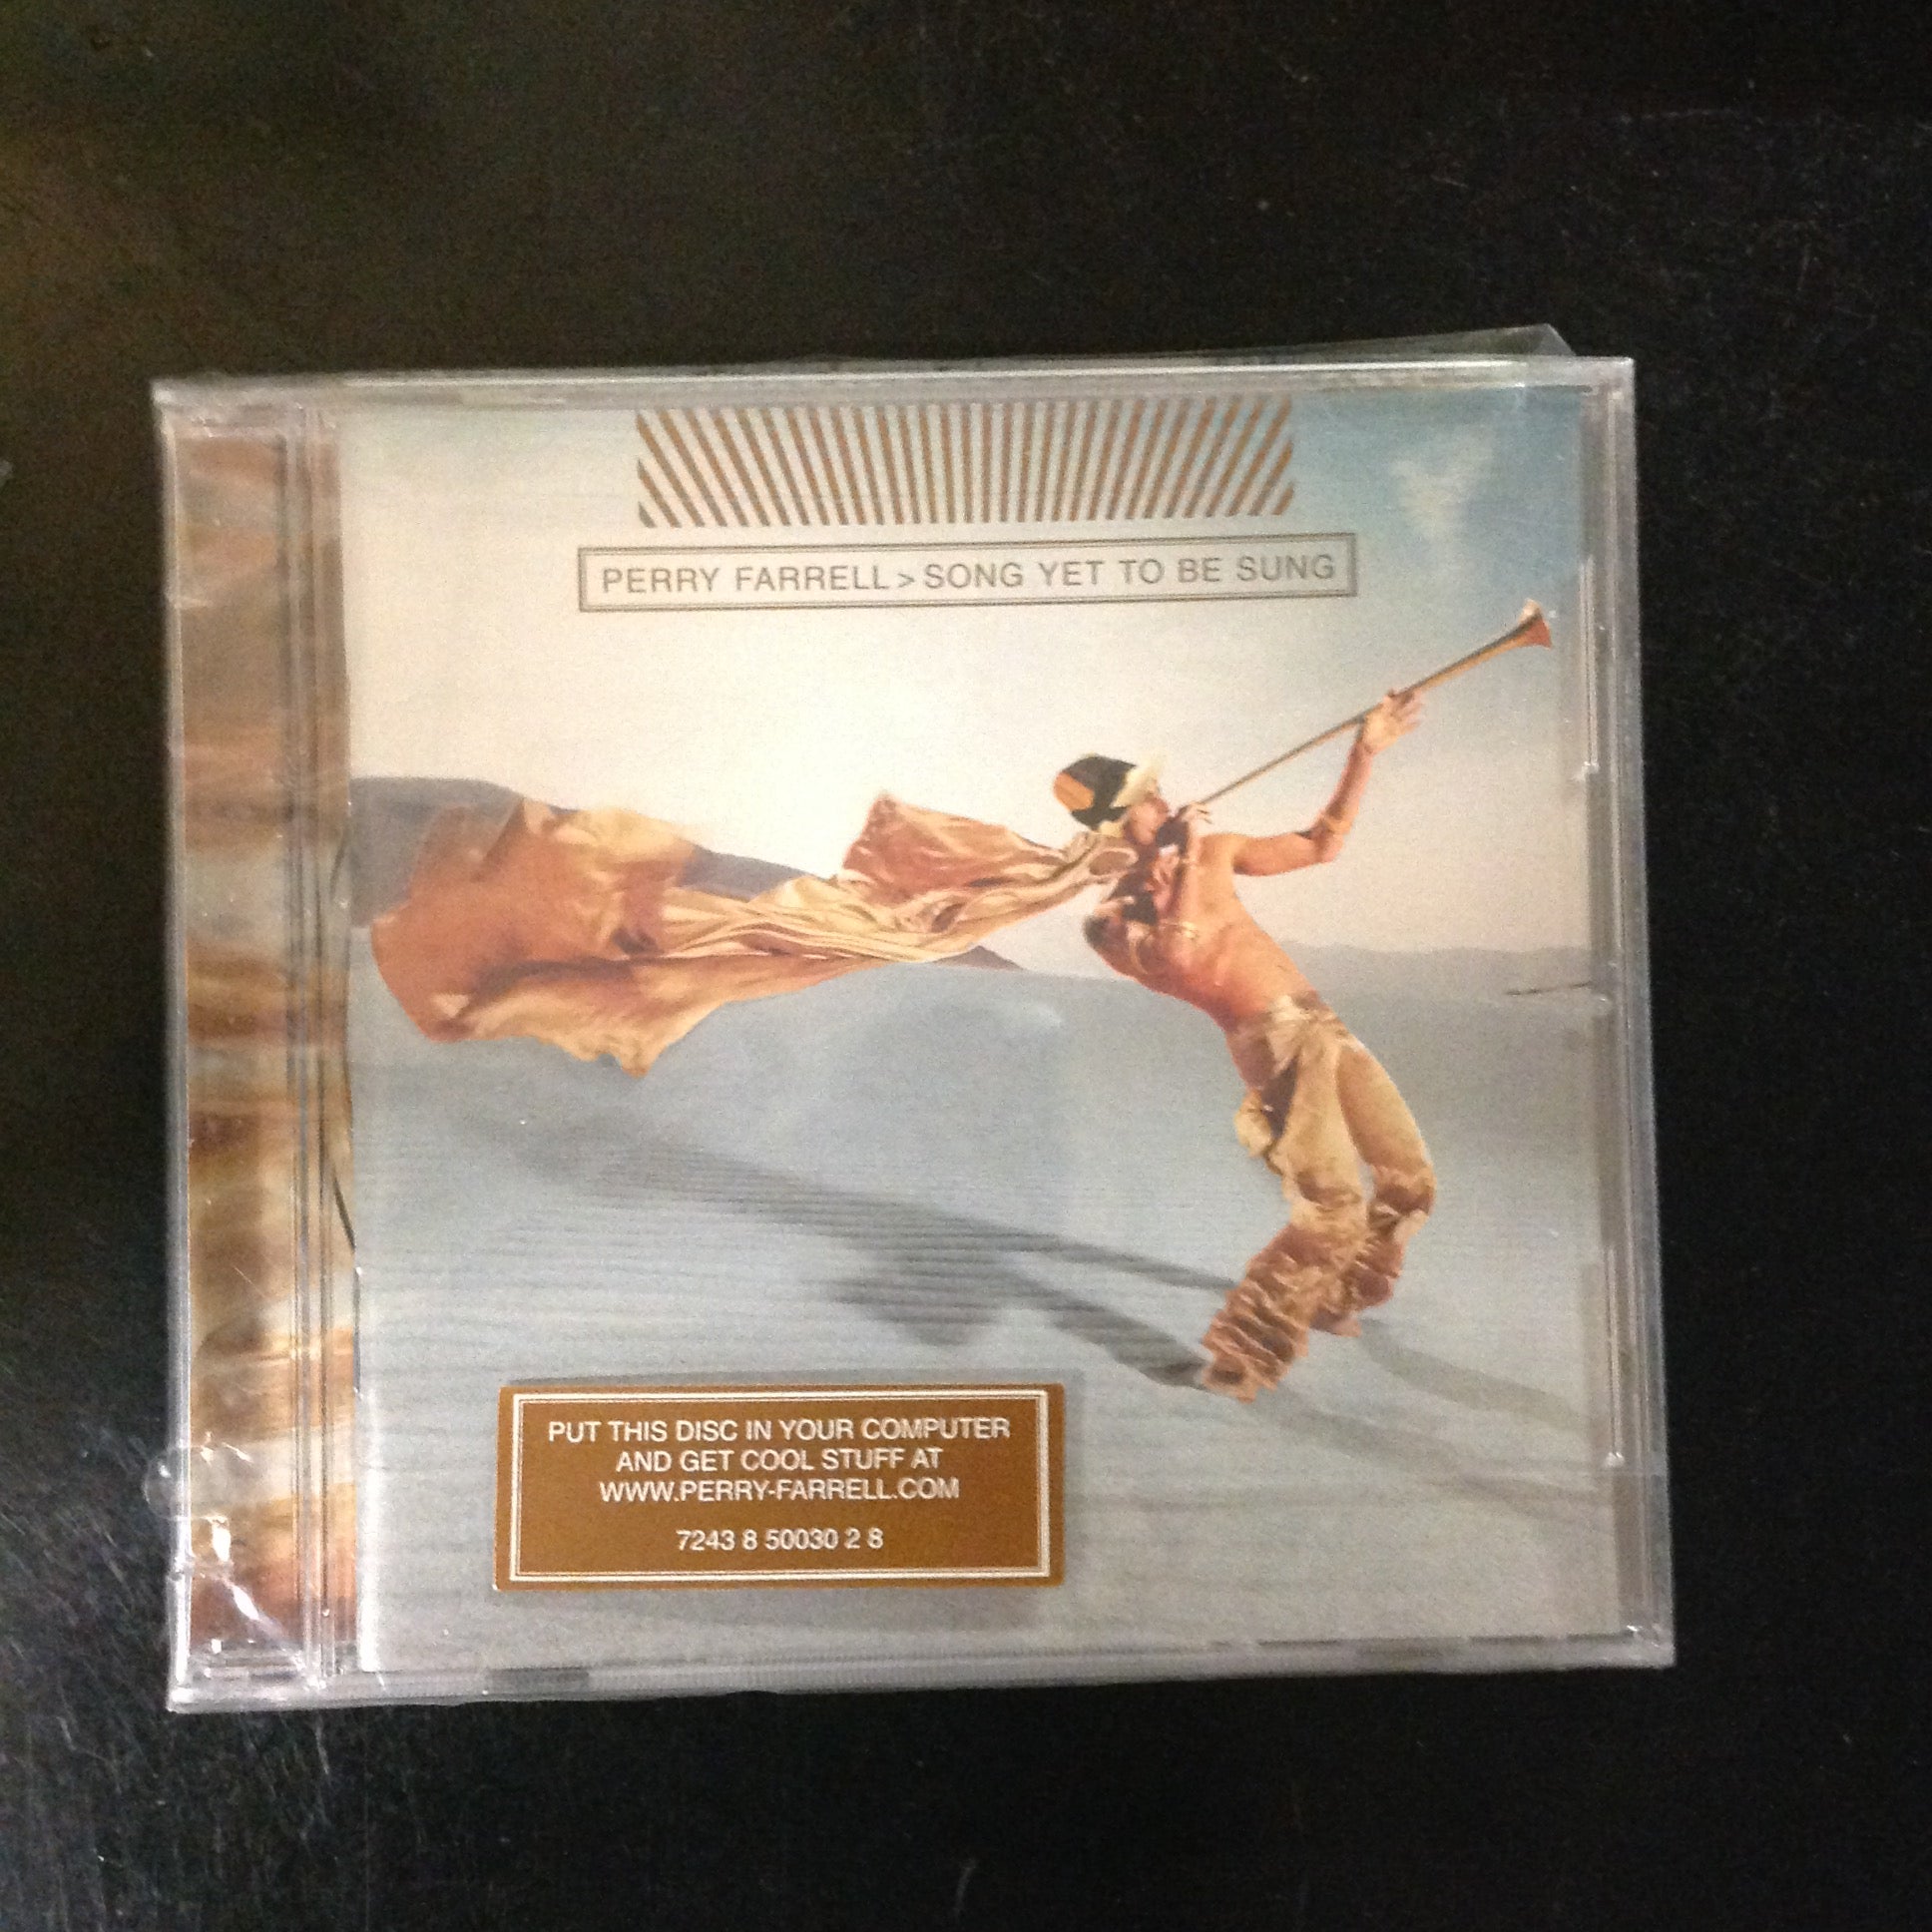 PERRY FARRELL > SONG YET TO BE SUNG
PUT THIS DISC IN YOUR COMPUTER
AND GET COOL STUFF AT
WWW.PERRY-FARRELL.COM
7243 8 50030 2 8